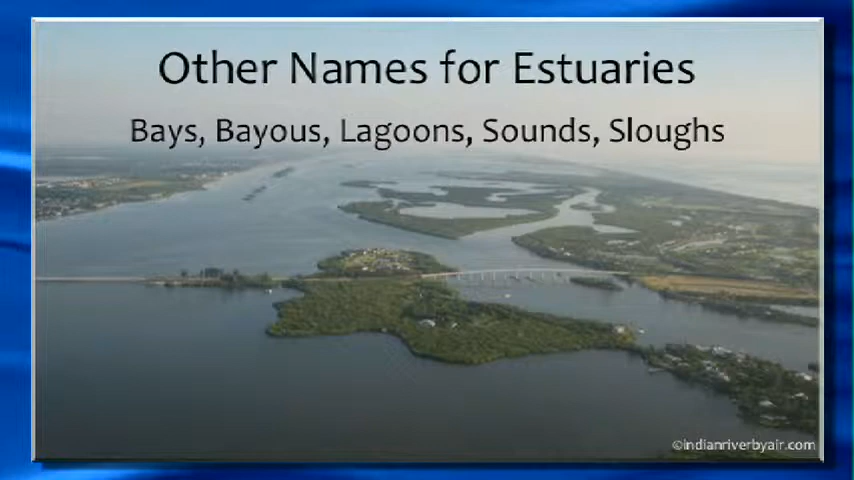 Other Names for Estuaries
Bays, Bayous, Lagoons, Sounds, Sloughs
©indianriverbyair.com